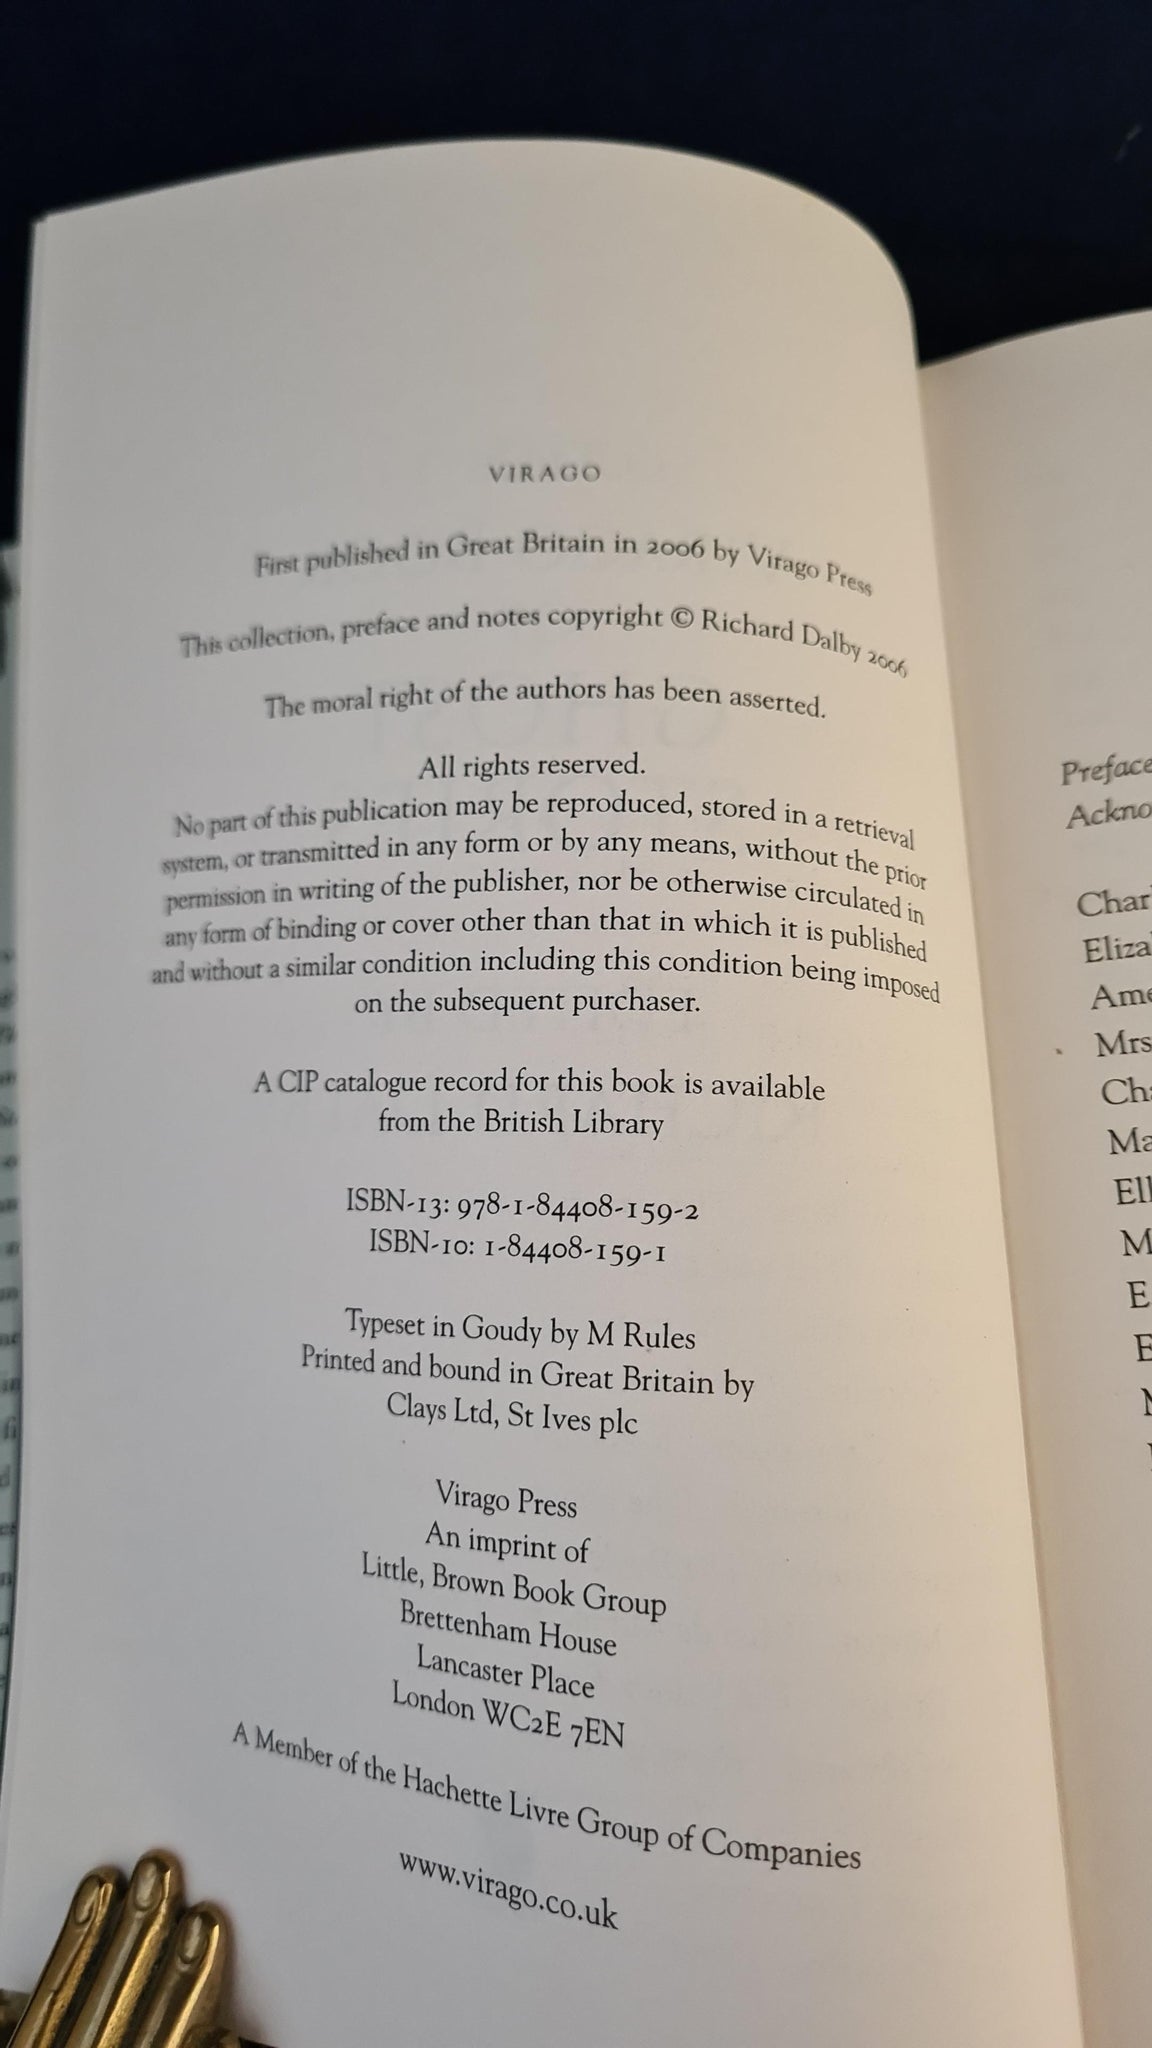 VIRAGO
First published in Great Britain in 2006 by Virago Press
This collection, preface and notes copyright © Richard Dalby 2006
The moral right of the authors has been asserted.
All rights reserved.
No part of this publication may be reproduced, stored in a retrieval
system, or transmitted in any form or by any means, without the prior
permission in writing of the publisher, nor be otherwise circulated in
any form of binding or cover other than that in which it is published
and without a similar condition including this condition being imposed
on the subsequent purchaser.
A CIP catalogue record for this book is available
from the British Library
ISBN-13: 978-1-84408-159-2
ISBN-10: 1-84408-159-1
Typeset in Goudy by M Rules
Printed and bound in Great Britain by
Clays Ltd, St Ives plc
Virago Press
An imprint of
Little, Brown Book Group
Brettenham House
Lancaster Place
London WC2E 7EN
A Member of the Hachette Livre Group of Companies
www.virago.co.uk
Preface
Ackno
Char
Eliza
Ame
Mrs
Cha
Ma
Ell
M
E
E